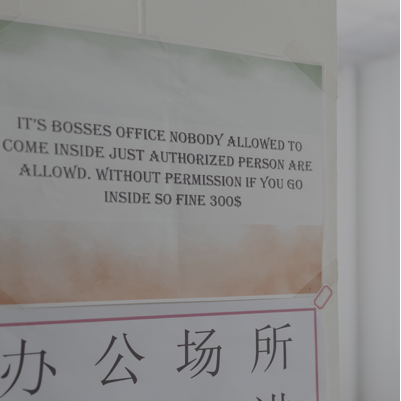 IT'S BOSSES OFFICE NOBODY ALLOWED TO
COME INSIDE JUST AUTHORIZED PERSON ARE
ALLOWD. WITHOUT PERMISSION IF YOU GO
INSIDE SO FINE 300$
办公场所